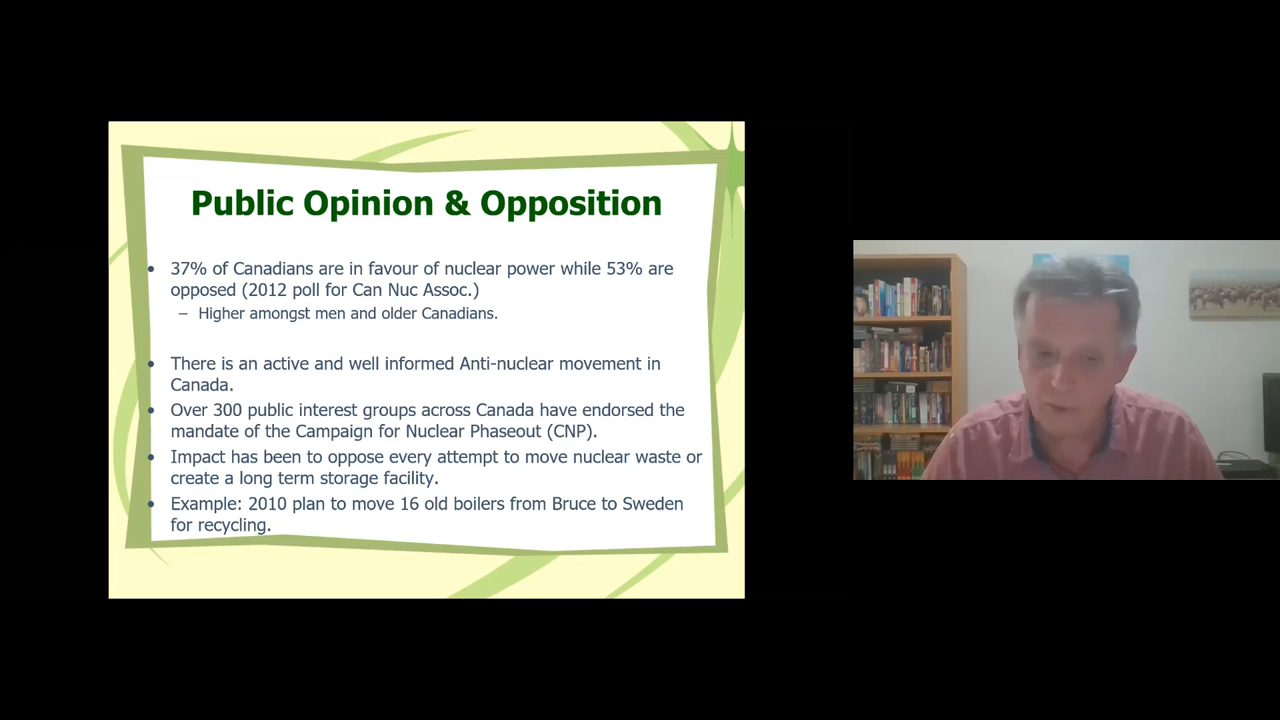 Public Opinion & Opposition
• 37% of Canadians are in favour of nuclear power while 53% are
opposed (2012 poll for Can Nuc Assoc.)
– Higher amongst men and older Canadians.
• There is an active and well informed Anti-nuclear movement in
Canada.
• Over 300 public interest groups across Canada have endorsed the
mandate of the Campaign for Nuclear Phaseout (CNP).
• Impact has been to oppose every attempt to move nuclear waste or
create a long term storage facility.
• Example: 2010 plan to move 16 old boilers from Bruce to Sweden
for recycling.